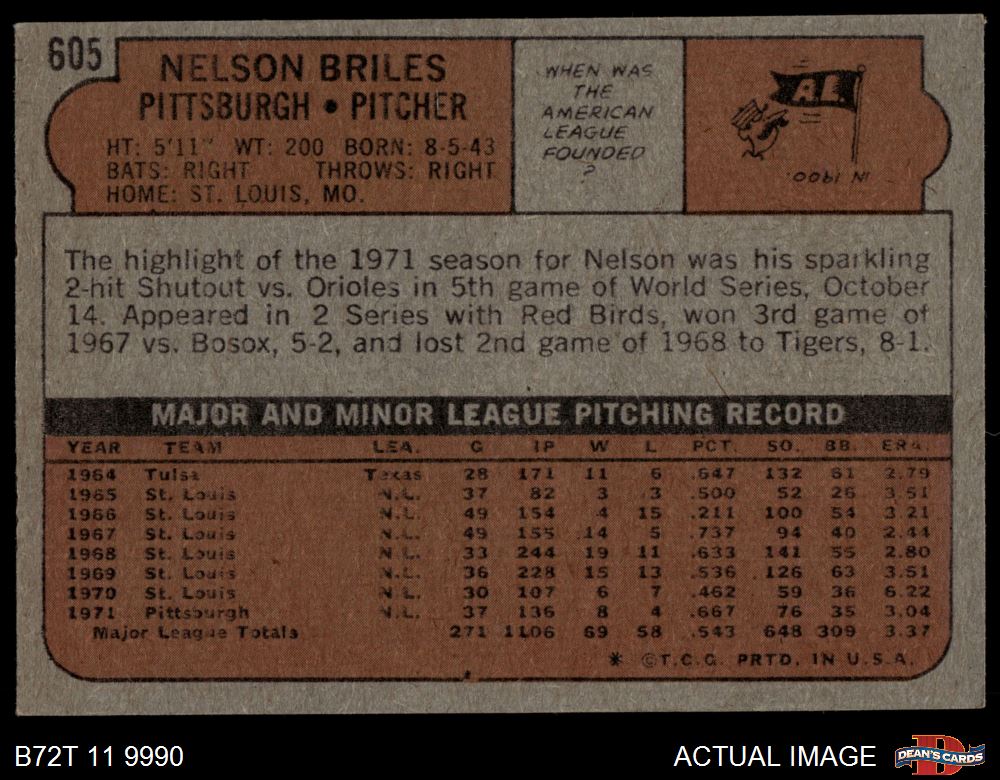 605
NELSON BRILES
PITTSBURGH • PITCHER
HT: 5'11" WT: 200 BORN: 8-5-43
BATS: RIGHT THROWS: RIGHT
HOME: ST. LOUIS, MO.
WHEN WAS
THE
AMERICAN
LEAGUE
FOUNDED
?
AL
IN 1900.
The highlight of the 1971 season for Nelson was his sparkling
2-hit Shutout vs. Orioles in 5th game of World Series, October
14. Appeared in 2 Series with Red Birds, won 3rd game of
1967 vs. Bosox, 5-2, and lost 2nd game of 1968 to Tigers, 8-1.
MAJOR AND MINOR LEAGUE PITCHING RECORD
YEAR TEAM LEA. G IP W L PCT. SO. BB. ERA.
1964 Tulsa Texas 28 171 11 6 .647 132 61 2.79
1965 St. Louis N.L. 37 82 3 3 .500 52 26 3.51
1966 St. Louis N.L. 49 154 4 15 .211 100 54 3.21
1967 St. Louis N.L. 49 155 14 5 .737 94 40 2.44
1968 St. Louis N.L. 33 244 19 11 .633 141 55 2.80
1969 St. Louis N.L. 36 228 15 13 .536 126 63 3.51
1970 St. Louis N.L. 30 107 6 7 .462 59 36 6.22
1971 Pittsburgh N.L. 37 136 8 4 .667 76 35 3.04
Major League Totals 271 1106 69 58 .543 648 309 3.37
* ©T.C.G. PRTD. IN U.S.A.
B72T 11 9990
ACTUAL IMAGE
D
DEAN'S CARDS